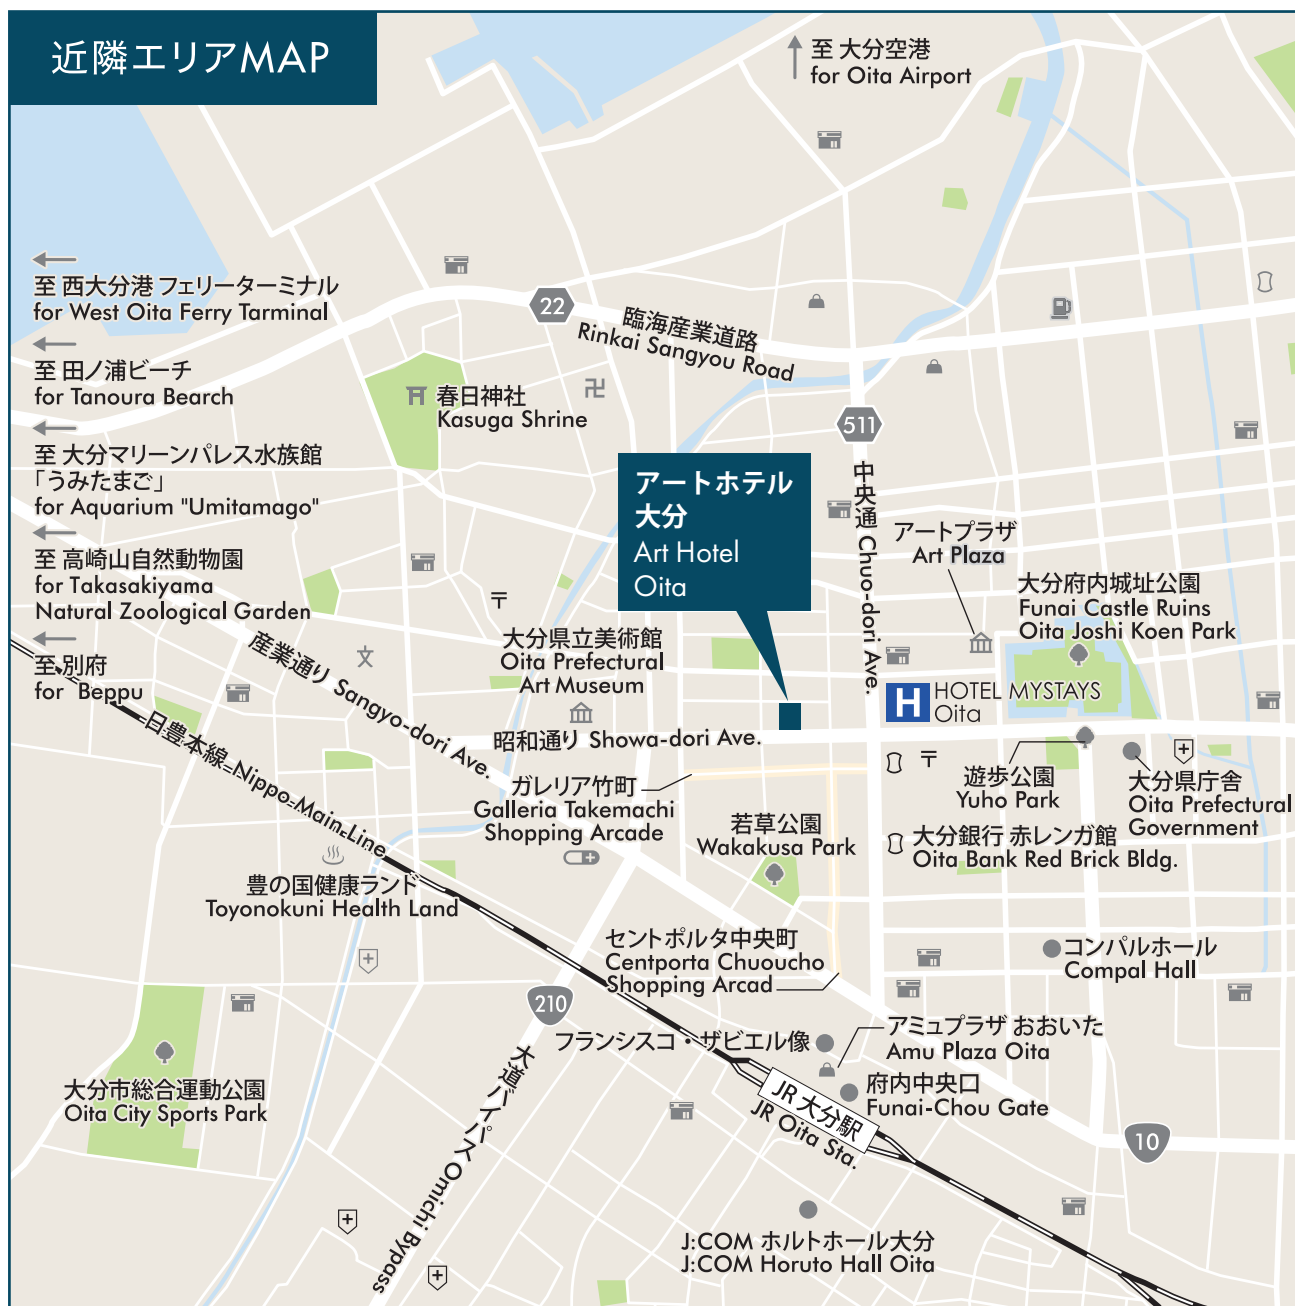 近隣エリアMAP
至 大分空港
for Oita Airport
至 西大分港 フェリーターミナル
for West Oita Ferry Tarminal
至 田ノ浦ビーチ
for Tanoura Bearch
至 大分マリーンパレス水族館
「うみたまご」
for Aquarium "Umitamago"
至 高崎山自然動物園
for Takasakiyama
Natural Zoological Garden
至 別府
for Beppu
22
臨海産業道路
Rinkai Sangyou Road
春日神社
Kasuga Shrine
卍
511
中央通 Chuo-dori Ave.
アートホテル
大分
Art Hotel
Oita
アートプラザ
Art Plaza
大分府内城址公園
Funai Castle Ruins
Oita Joshi Koen Park
〒
文
大分県立美術館
Oita Prefectural
Art Museum
産業通り Sangyo-dori Ave.
H
HOTEL MYSTAYS
Oita
昭和通り Showa-dori Ave.
日豊本線 Nippo Main Line
〒
ガレリア竹町
Galleria Takemachi
Shopping Arcade
遊歩公園
Yuho Park
大分県庁舎
Oita Prefectural
Government
若草公園
Wakakusa Park
大分銀行 赤レンガ館
Oita Bank Red Brick Bldg.
豊の国健康ランド
Toyonokuni Health Land
セントポルタ中央町
Centporta Chuoucho
Shopping Arcad
コンパルホール
Compal Hall
210
フランシスコ・ザビエル像
アミュプラザ おおいた
Amu Plaza Oita
大分市総合運動公園
Oita City Sports Park
大道バイパス Omichi Bypass
JR 大分駅
JR Oita Sta.
府内中央口
Funai-Chou Gate
10
J:COM ホルトホール大分
J:COM Horuto Hall Oita